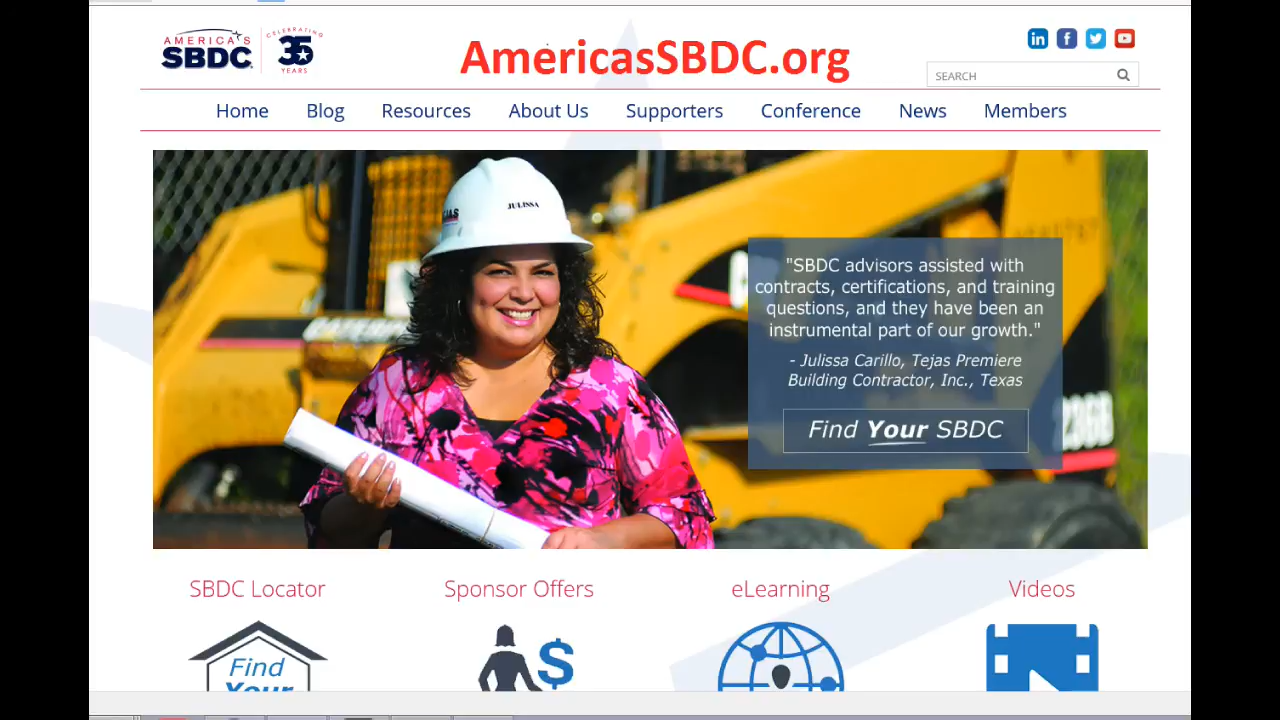 AMERICA'S
SBDC
CELEBRATING
35
YEARS
AmericasSBDC.org
SEARCH
Home Blog Resources About Us Supporters Conference News Members
JULISSA
"SBDC advisors assisted with
contracts, certifications, and training
questions, and they have been an
instrumental part of our growth."
- Julissa Carillo, Tejas Premiere
Building Contractor, Inc., Texas
Find Your SBDC
236B
SBDC Locator Sponsor Offers eLearning Videos
Find
Your
$